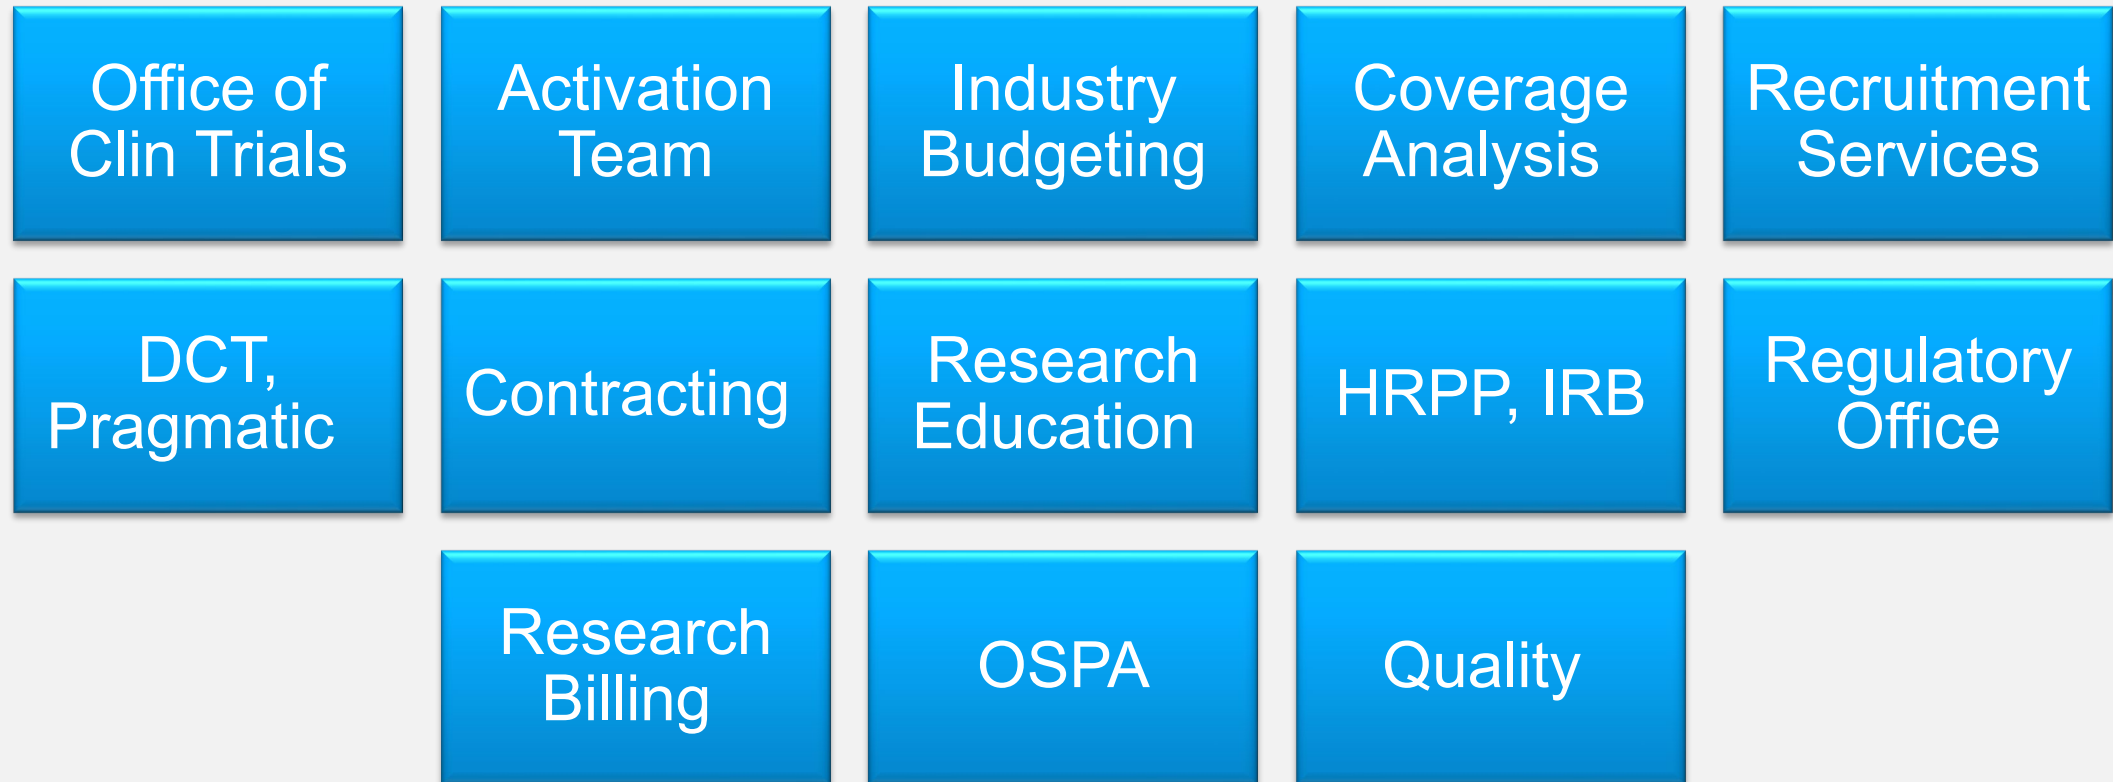 Office of
Clin Trials
Activation
Team
Industry
Budgeting
Coverage
Analysis
Recruitment
Services
DCT,
Pragmatic
Contracting
Research
Education
HRPP, IRB
Regulatory
Office
Research
Billing
OSPA
Quality